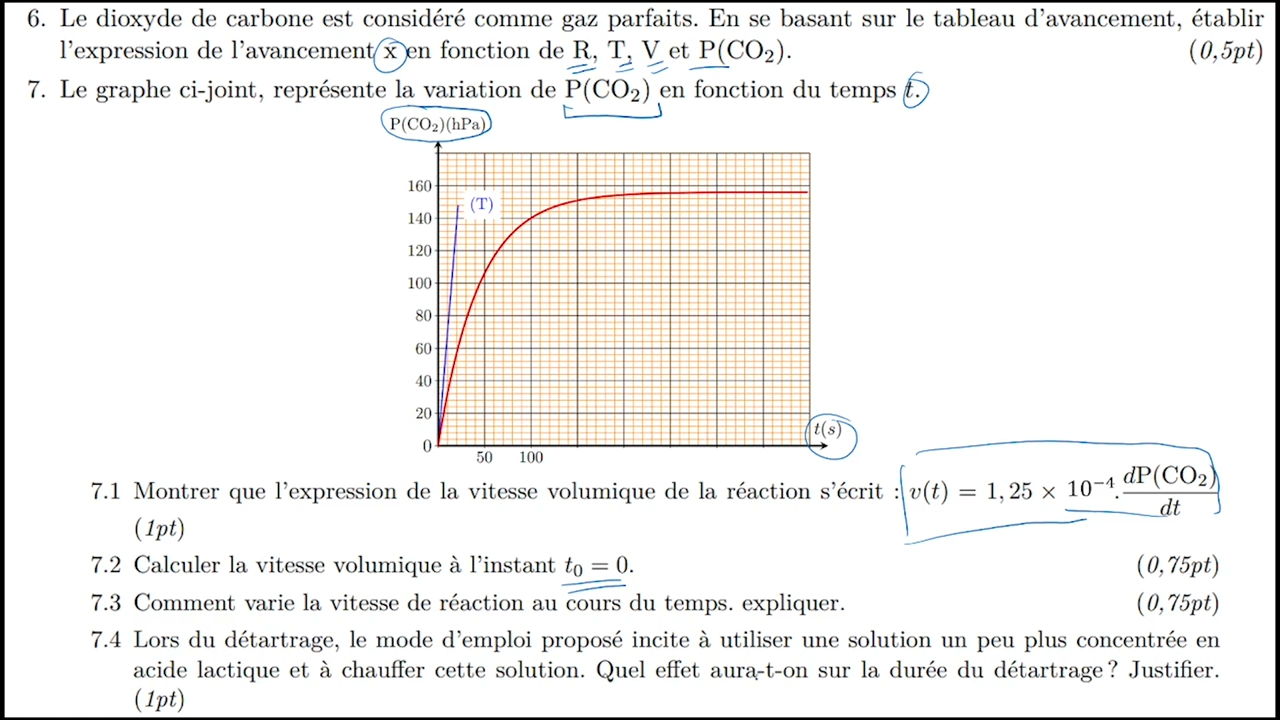 6. Le dioxyde de carbone est considéré comme gaz parfaits. En se basant sur le tableau d'avancement, établir
l'expression de l'avancement x en fonction de R, T, V et P(CO₂). (0,5pt)
7. Le graphe ci-joint, représente la variation de P(CO₂) en fonction du temps t.
P(CO₂)(hPa)
160
(T)
140
120
100
80
60
40
20
t(s)
0
50 100
7.1 Montrer que l'expression de la vitesse volumique de la réaction s'écrit : v(t) = 1,25 × 10⁻⁴. dP(CO₂)/dt
(1pt)
7.2 Calculer la vitesse volumique à l'instant t₀ = 0. (0,75pt)
7.3 Comment varie la vitesse de réaction au cours du temps. expliquer. (0,75pt)
7.4 Lors du détartrage, le mode d'emploi proposé incite à utiliser une solution un peu plus concentrée en
acide lactique et à chauffer cette solution. Quel effet aura-t-on sur la durée du détartrage ? Justifier.
(1pt)